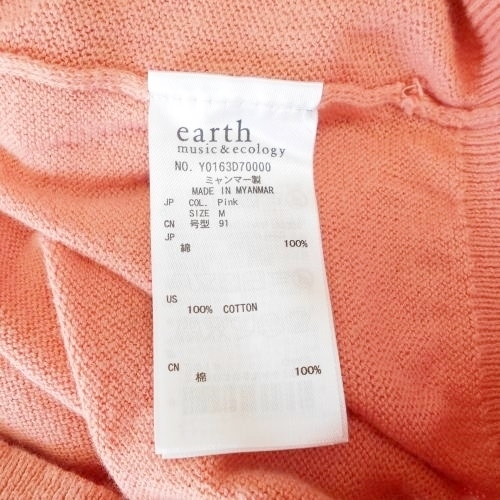 earth
music & ecology
NO. Y0163D70000
ミャンマー製
MADE IN MYANMAR
JP COL. Pink
SIZE M
CN 号型 91
JP
綿 100%
US
100% COTTON
CN
棉 100%